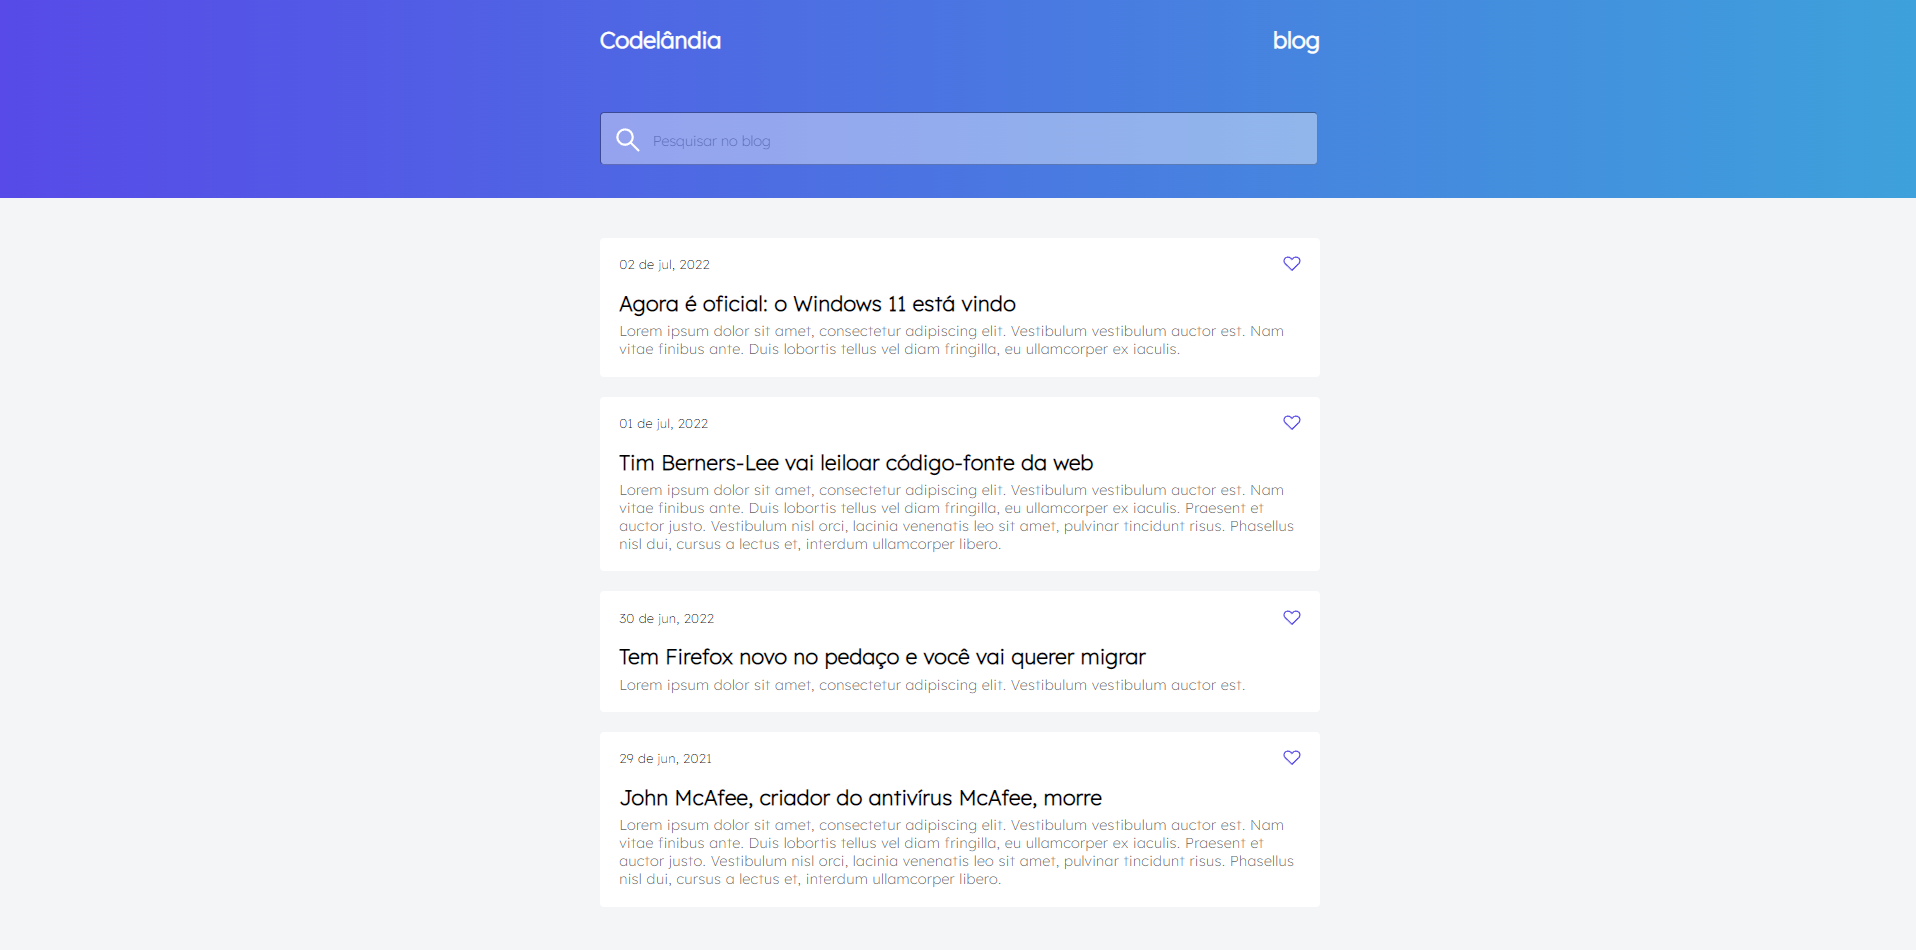 Codelândia
blog
Pesquisar no blog
02 de jul, 2022
Agora é oficial: o Windows 11 está vindo
Lorem ipsum dolor sit amet, consectetur adipiscing elit. Vestibulum vestibulum auctor est. Nam
vitae finibus ante. Duis lobortis tellus vel diam fringilla, eu ullamcorper ex iaculis.
01 de jul, 2022
Tim Berners-Lee vai leiloar código-fonte da web
Lorem ipsum dolor sit amet, consectetur adipiscing elit. Vestibulum vestibulum auctor est. Nam
vitae finibus ante. Duis lobortis tellus vel diam fringilla, eu ullamcorper ex iaculis. Praesent et
auctor justo. Vestibulum nisl orci, lacinia venenatis leo sit amet, pulvinar tincidunt risus. Phasellus
nisl dui, cursus a lectus et, interdum ullamcorper libero.
30 de jun, 2022
Tem Firefox novo no pedaço e você vai querer migrar
Lorem ipsum dolor sit amet, consectetur adipiscing elit. Vestibulum vestibulum auctor est.
29 de jun, 2021
John McAfee, criador do antivírus McAfee, morre
Lorem ipsum dolor sit amet, consectetur adipiscing elit. Vestibulum vestibulum auctor est. Nam
vitae finibus ante. Duis lobortis tellus vel diam fringilla, eu ullamcorper ex iaculis. Praesent et
auctor justo. Vestibulum nisl orci, lacinia venenatis leo sit amet, pulvinar tincidunt risus. Phasellus
nisl dui, cursus a lectus et, interdum ullamcorper libero.